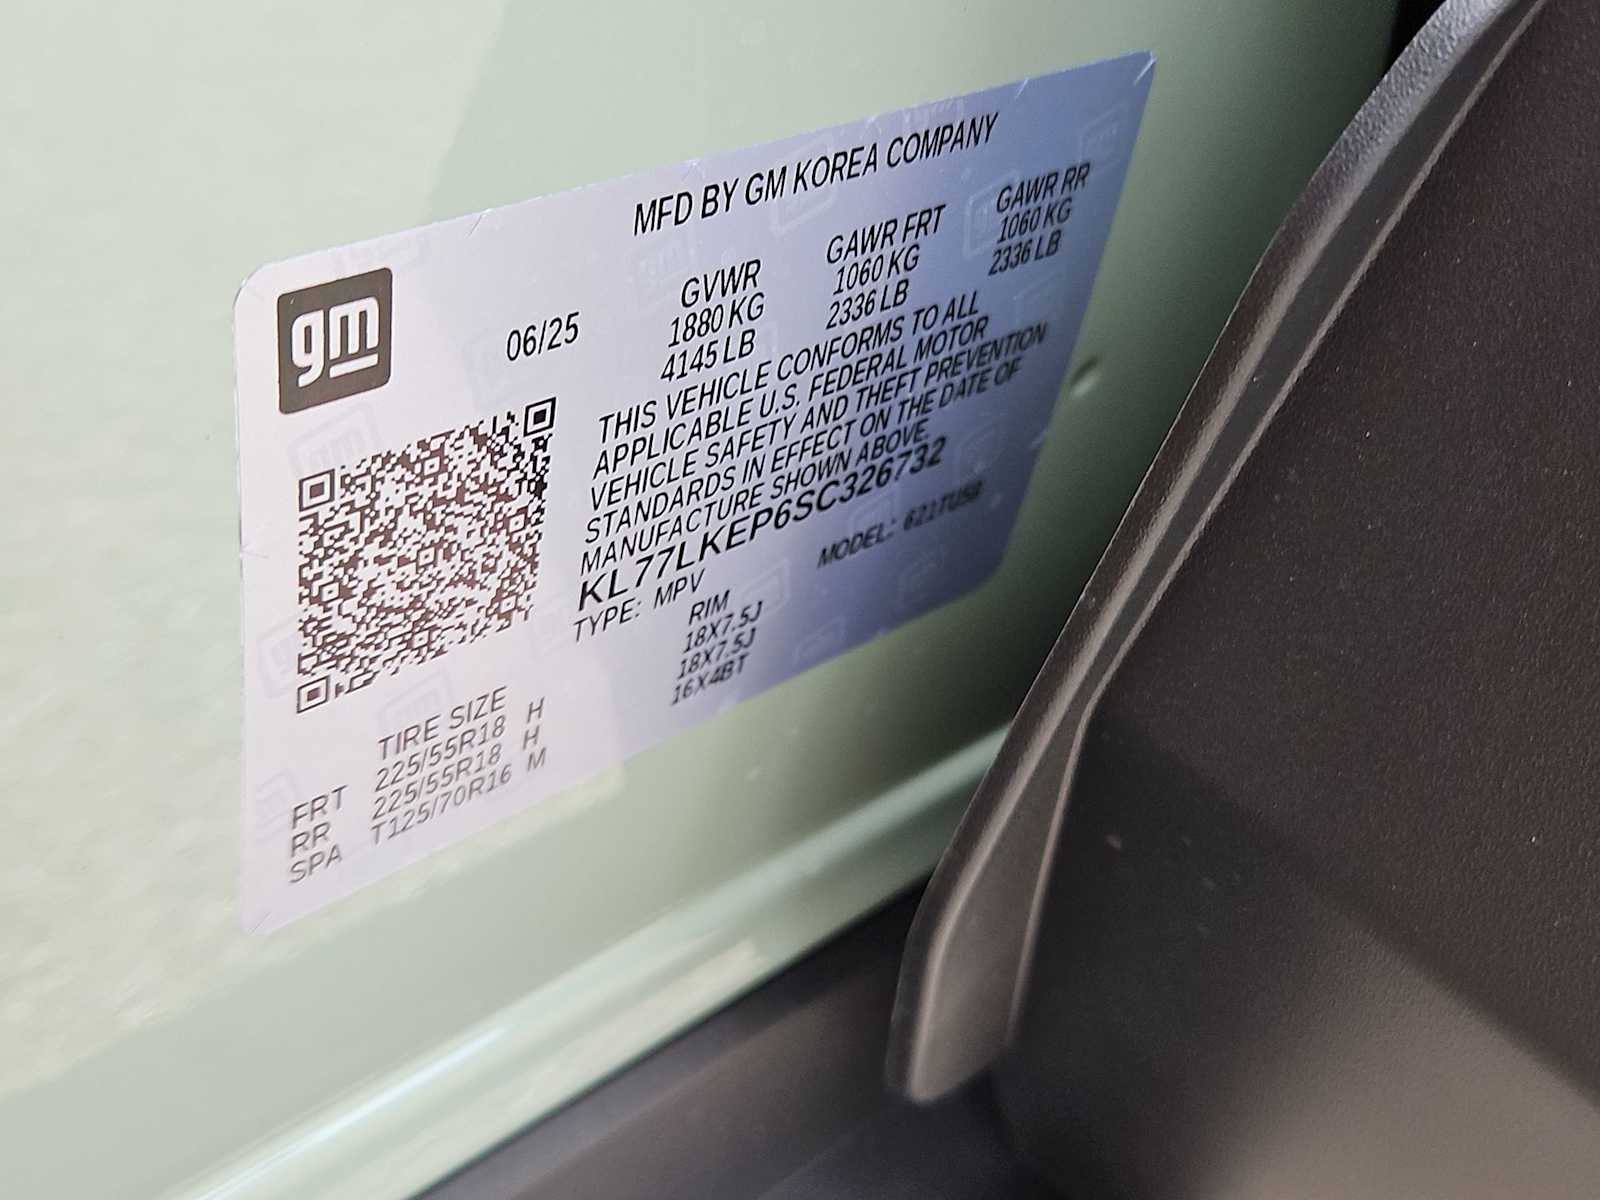 MFD BY GM KOREA COMPANY
gm
06/25
GVWR
1880 KG
4145 LB
GAWR FRT
1060 KG
2336 LB
GAWR RR
1060 KG
2336 LB
THIS VEHICLE CONFORMS TO ALL
APPLICABLE U.S. FEDERAL MOTOR
VEHICLE SAFETY AND THEFT PREVENTION
STANDARDS IN EFFECT ON THE DATE OF
MANUFACTURE SHOWN ABOVE.
KL77LKEP6SC326732
TYPE: MPV
MODEL:
TIRE SIZE
RIM
FRT 225/55R18 H 18X7.5J
RR 225/55R18 H 18X7.5J
SPA T125/70R16 M 16X4BT